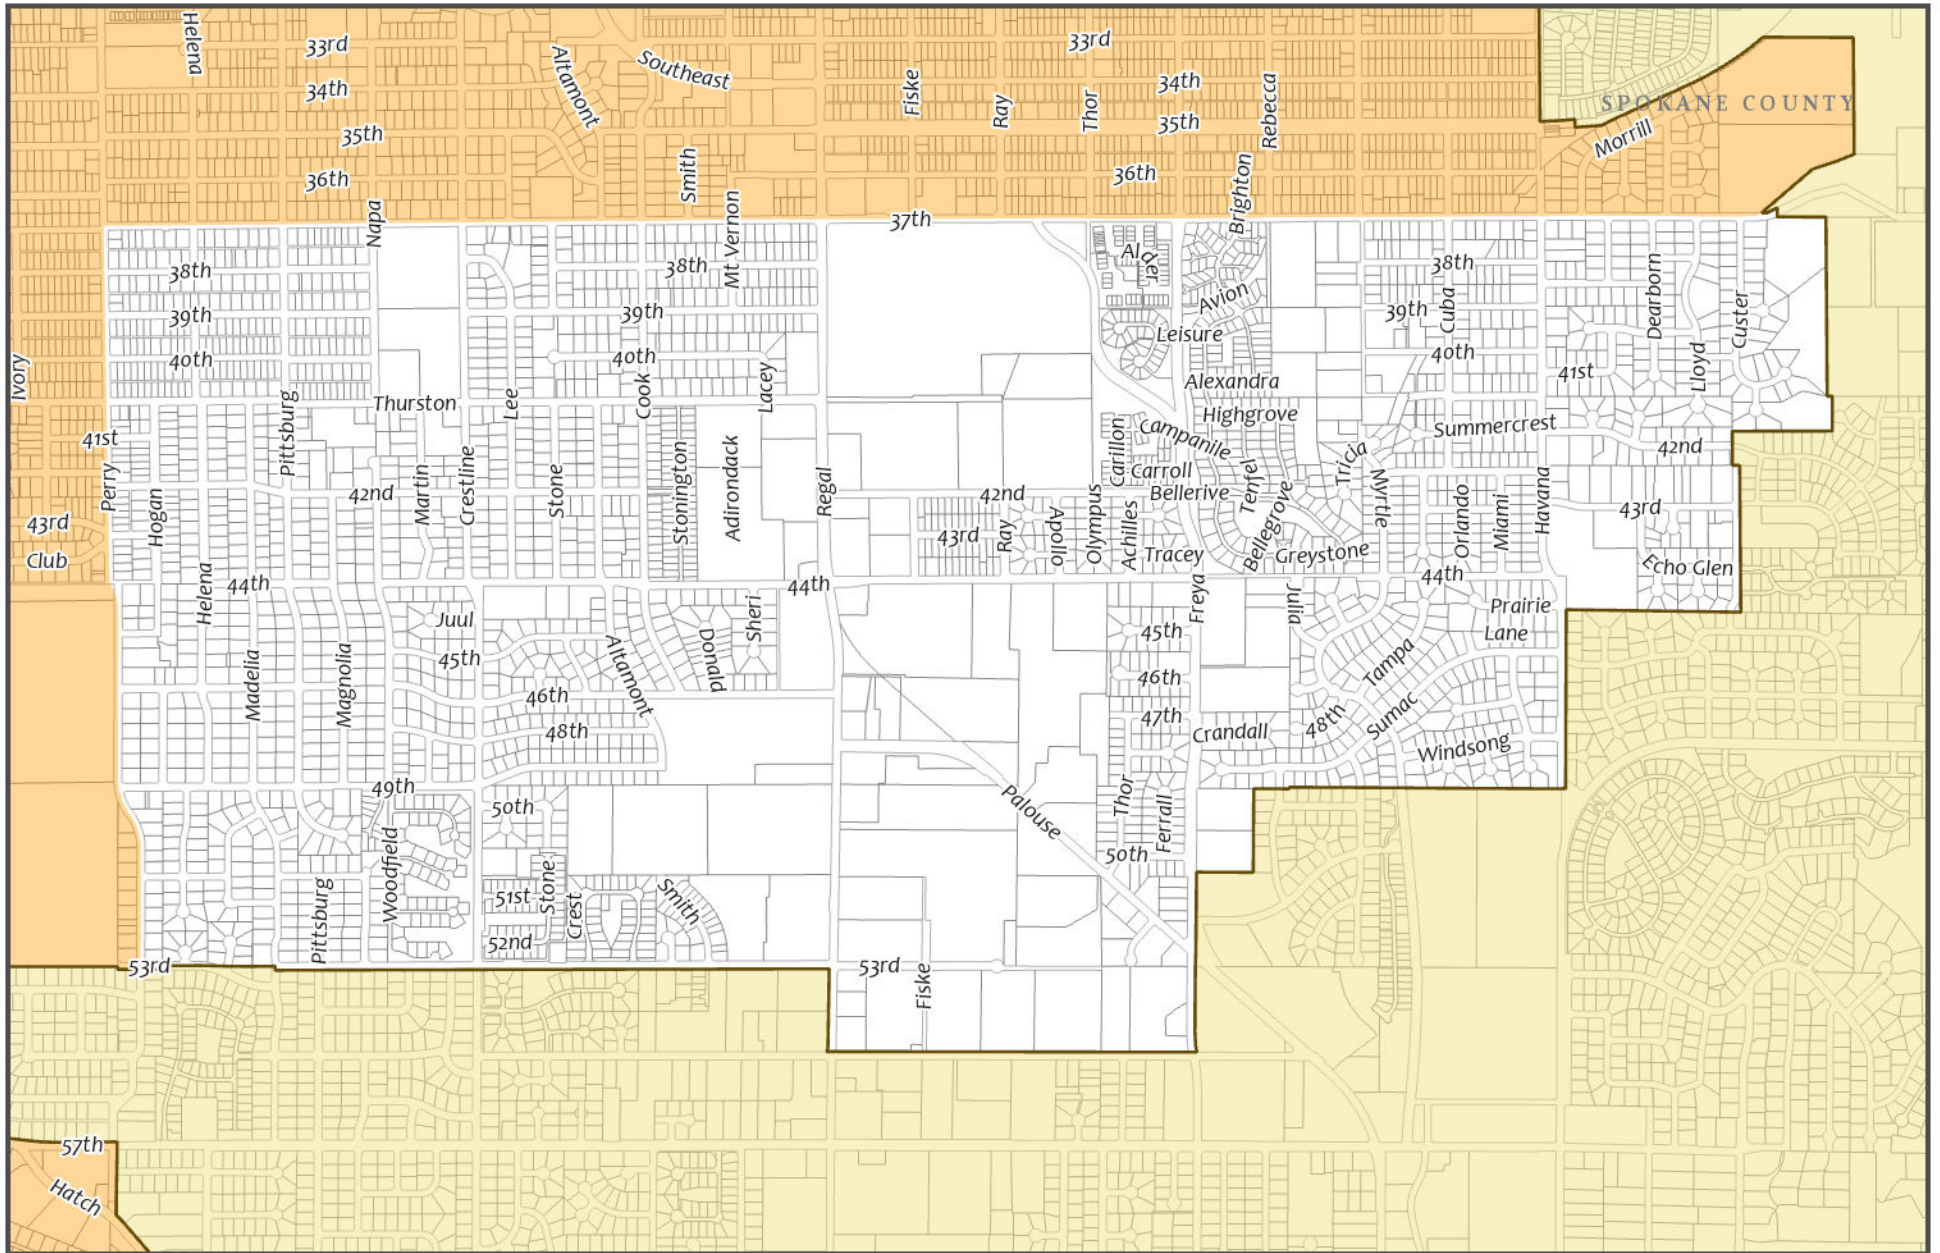 Helena
33rd
Altamont
Southeast
33rd
34th
Fiske
Ray
Thor
34th
Rebecca
SPOKANE COUNTY
35th
35th
Morrill
36th
Smith
36th
Brighton
Napa
Mt Vernon
37th
38th
38th
Alder
38th
Dearborn
39th
39th
Avion
39th
Cuba
Custer
Leisure
Ivory
40th
40th
40th
Lloyd
41st
Alexandra
Pittsburg
Thurston
Lee
Cook
Lacey
Highgrove
41st
Campanile
Summercrest
42nd
Perry
Hogan
42nd
Martin
Crestline
Stone
Stonington
Adirondack
Regal
42nd
Carillon
Carroll
Bellerive
Tenfel
Tricia
Myrtle
Orlando
Miami
Havana
43rd
43rd
43rd
Ray
Apollo
Olympus
Achilles
Tracey
Bellegrove
Greystone
Club
Echo Glen
Helena
44th
44th
44th
Freya
Julia
Prairie
Lane
Juul
Donald
Sheri
45th
45th
Altamont
Madelia
Magnolia
46th
46th
Tampa
Sumac
47th
48th
48th
Crandall
Windsong
49th
50th
Palouse
Thor
Ferrall
50th
Woodfield
Pittsburg
51st
Stone
Crest
Smith
52nd
53rd
53rd
Fiske
57th
Hatch